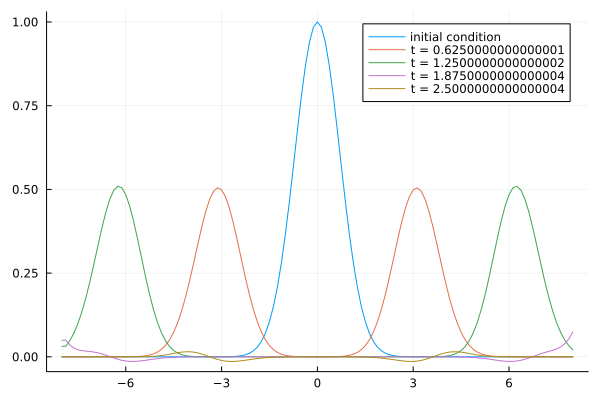 1.00
initial condition
t = 0.6250000000000001
t = 1.2500000000000002
t = 1.8750000000000004
t = 2.5000000000000004
0.75
0.50
0.25
0.00
−6 −3 0 3 6